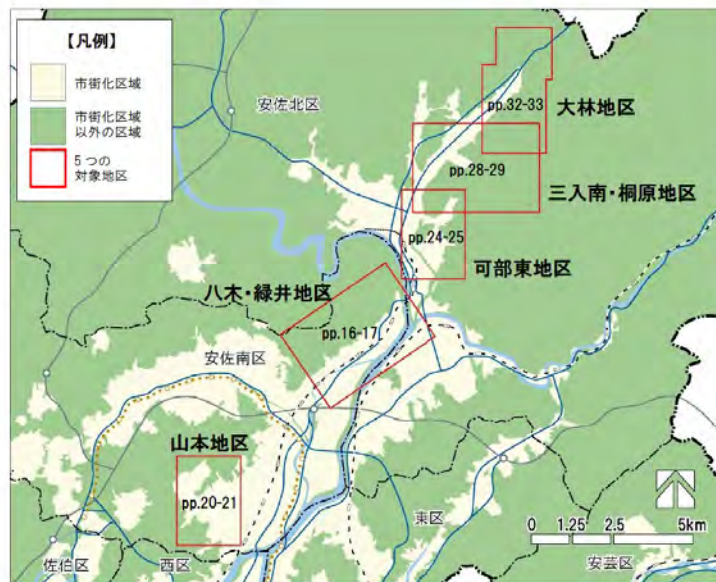 【凡例】
市街化区域
市街化区域
以外の区域
5つの
対象地区
安佐北区
pp.32-33
大林地区
pp.28-29
三入南・桐原地区
pp.24-25
可部東地区
八木・緑井地区
pp.16-17
安佐南区
山本地区
pp.20-21
東区
0 1.25 2.5 5km
佐伯区
西区
安芸区